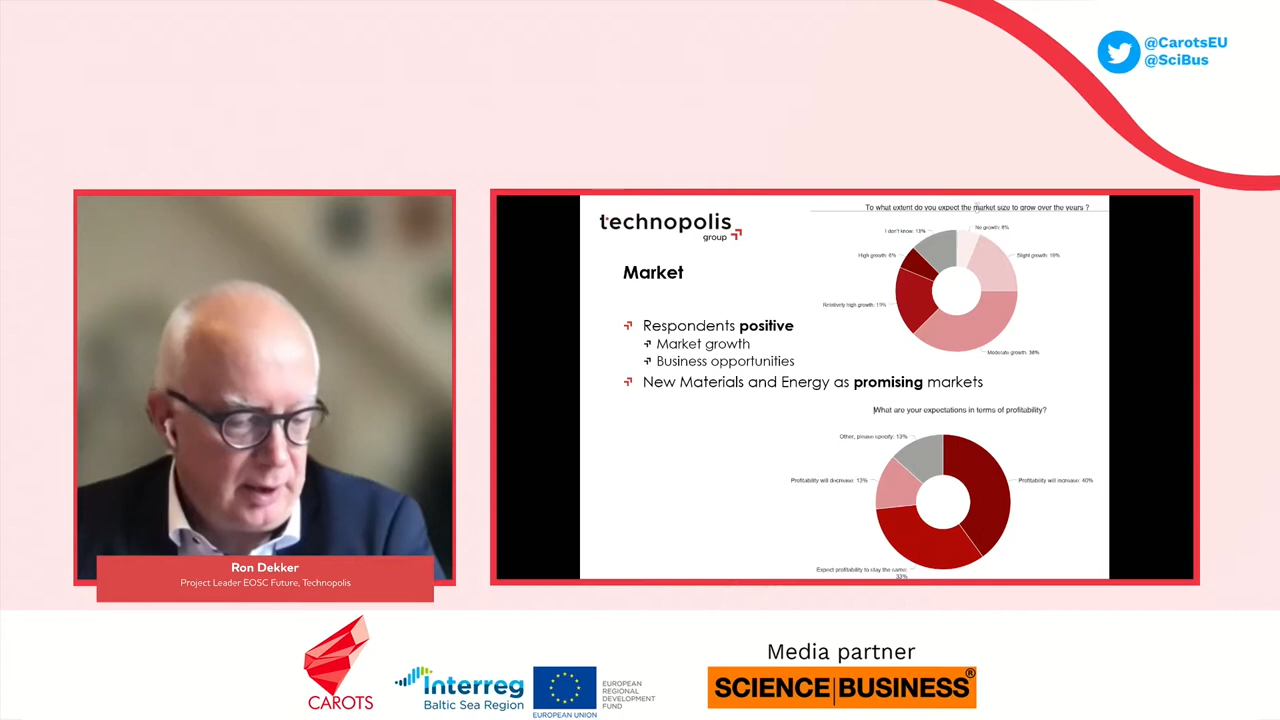 @CarotsEU
@SciBus
technopolis
group
Market
Respondents positive
Market growth
Business opportunities
New Materials and Energy as promising markets
To what extent do you expect the market size to grow over the years ?
I don't know: 13%
No growth: 6%
High growth: 6%
Slight growth: 19%
Relatively high growth: 19%
Moderate growth: 38%
What are your expectations in terms of profitability?
Other, please specify: 13%
Profitability will decrease: 13%
Profitability will increase: 40%
Expect profitability to stay the same:
33%
Ron Dekker
Project Leader EOSC Future, Technopolis
CAROTS
Interreg
Baltic Sea Region
EUROPEAN UNION
EUROPEAN
REGIONAL
DEVELOPMENT
FUND
Media partner
SCIENCE|BUSINESS®